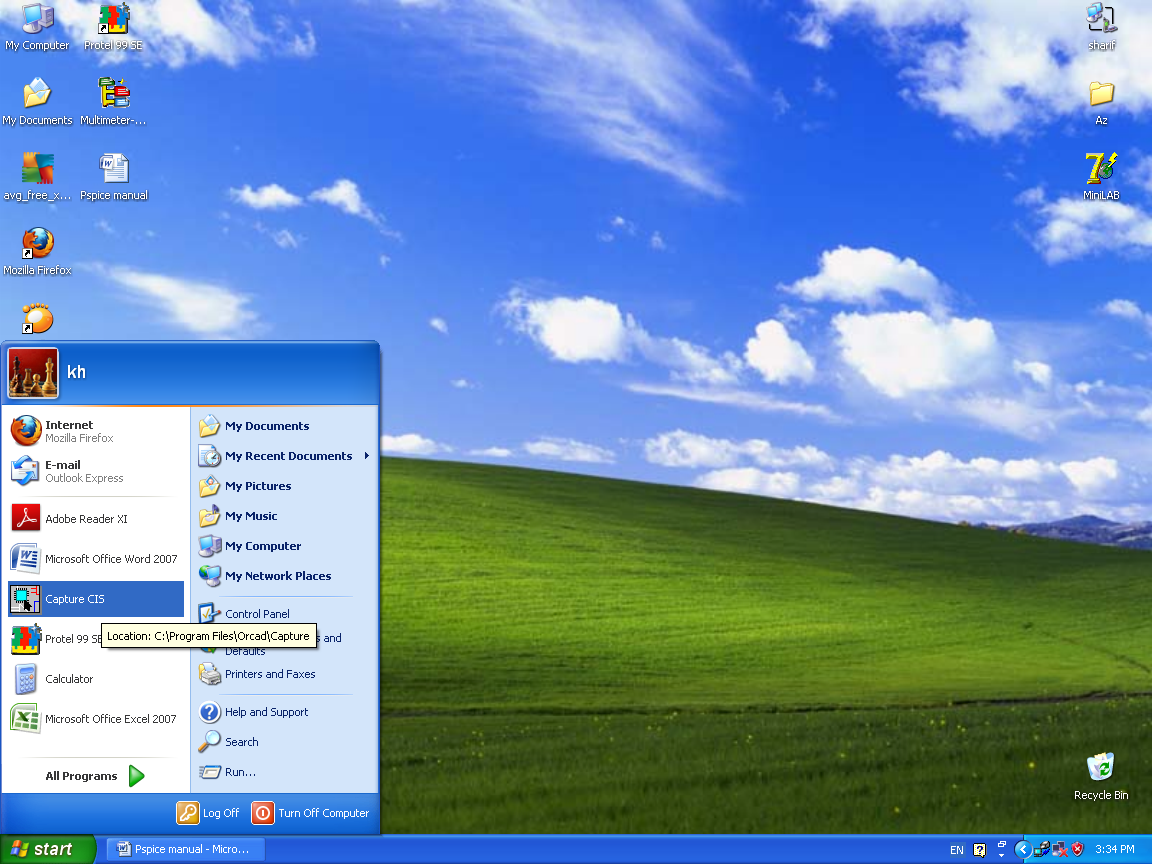 My Computer
Protel 99 SE
sharif
My Documents
Multimeter-...
Az
avg_free_x...
Pspice manual
MiniLAB
Mozilla Firefox
kh
Internet
Mozilla Firefox
E-mail
Outlook Express
Adobe Reader XI
Microsoft Office Word 2007
Capture CIS
Protel 99 SE
Calculator
Microsoft Office Excel 2007
All Programs
My Documents
My Recent Documents
My Pictures
My Music
My Computer
My Network Places
Control Panel
Location: C:\Program Files\Orcad\Capture
s and
Defaults
Printers and Faxes
Help and Support
Search
Run...
Log Off
Turn Off Computer
Recycle Bin
start
Pspice manual - Micro...
EN
3:34 PM